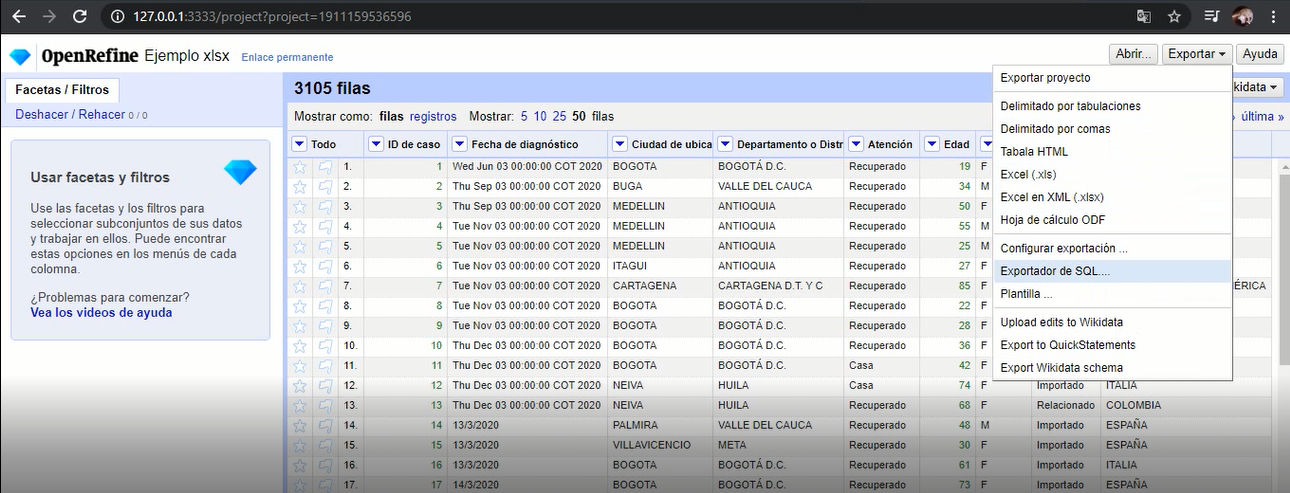 127.0.0.1:3333/project?project=1911159536596
OpenRefine Ejemplo xlsx Enlace permanente
Abrir... Exportar Ayuda
Facetas / Filtros
Deshacer / Rehacer 0 / 0
Usar facetas y filtros
Use las facetas y los filtros para
seleccionar subconjuntos de sus datos
y trabajar en ellos. Puede encontrar
estas opciones en los menús de cada
colomna.
¿Problemas para comenzar?
Vea los videos de ayuda
3105 filas
Mostrar como: filas registros Mostrar: 5 10 25 50 filas
última »
Exportar proyecto
Delimitado por tabulaciones
Delimitado por comas
Tabala HTML
Excel (.xls)
Excel en XML (.xlsx)
Hoja de cálculo ODF
Configurar exportación ...
Exportador de SQL....
Plantilla ...
Upload edits to Wikidata
Export to QuickStatements
Export Wikidata schema
Todo ID de caso Fecha de diagnóstico Ciudad de ubica Departamento o Distr Atención Edad
1. 1 Wed Jun 03 00:00:00 COT 2020 BOGOTA BOGOTÁ D.C. Recuperado 19 F
2. 2 Thu Sep 03 00:00:00 COT 2020 BUGA VALLE DEL CAUCA Recuperado 34 M
3. 3 Thu Sep 03 00:00:00 COT 2020 MEDELLIN ANTIOQUIA Recuperado 50 F
4. 4 Tue Nov 03 00:00:00 COT 2020 MEDELLIN ANTIOQUIA Recuperado 55 M
5. 5 Tue Nov 03 00:00:00 COT 2020 MEDELLIN ANTIOQUIA Recuperado 25 M
6. 6 Tue Nov 03 00:00:00 COT 2020 ITAGUI ANTIOQUIA Recuperado 27 F
7. 7 Tue Nov 03 00:00:00 COT 2020 CARTAGENA CARTAGENA D.T. Y C Recuperado 85 F
8. 8 Tue Nov 03 00:00:00 COT 2020 BOGOTA BOGOTÁ D.C. Recuperado 22 F
9. 9 Tue Nov 03 00:00:00 COT 2020 BOGOTA BOGOTÁ D.C. Recuperado 28 F
10. 10 Thu Dec 03 00:00:00 COT 2020 BOGOTA BOGOTÁ D.C. Recuperado 36 F
11. 11 Thu Dec 03 00:00:00 COT 2020 BOGOTA BOGOTÁ D.C. Casa 42 F
12. 12 Thu Dec 03 00:00:00 COT 2020 NEIVA HUILA Casa 74 F Importado ITALIA
13. 13 Thu Dec 03 00:00:00 COT 2020 NEIVA HUILA Recuperado 68 F Relacionado COLOMBIA
14. 14 13/3/2020 PALMIRA VALLE DEL CAUCA Recuperado 48 M Importado ESPAÑA
15. 15 13/3/2020 VILLAVICENCIO META Recuperado 30 F Importado ESPAÑA
16. 16 13/3/2020 BOGOTA BOGOTÁ D.C. Recuperado 61 F Importado ITALIA
17. 17 14/3/2020 BOGOTA BOGOTÁ D.C. Recuperado 73 F Importado ESPAÑA